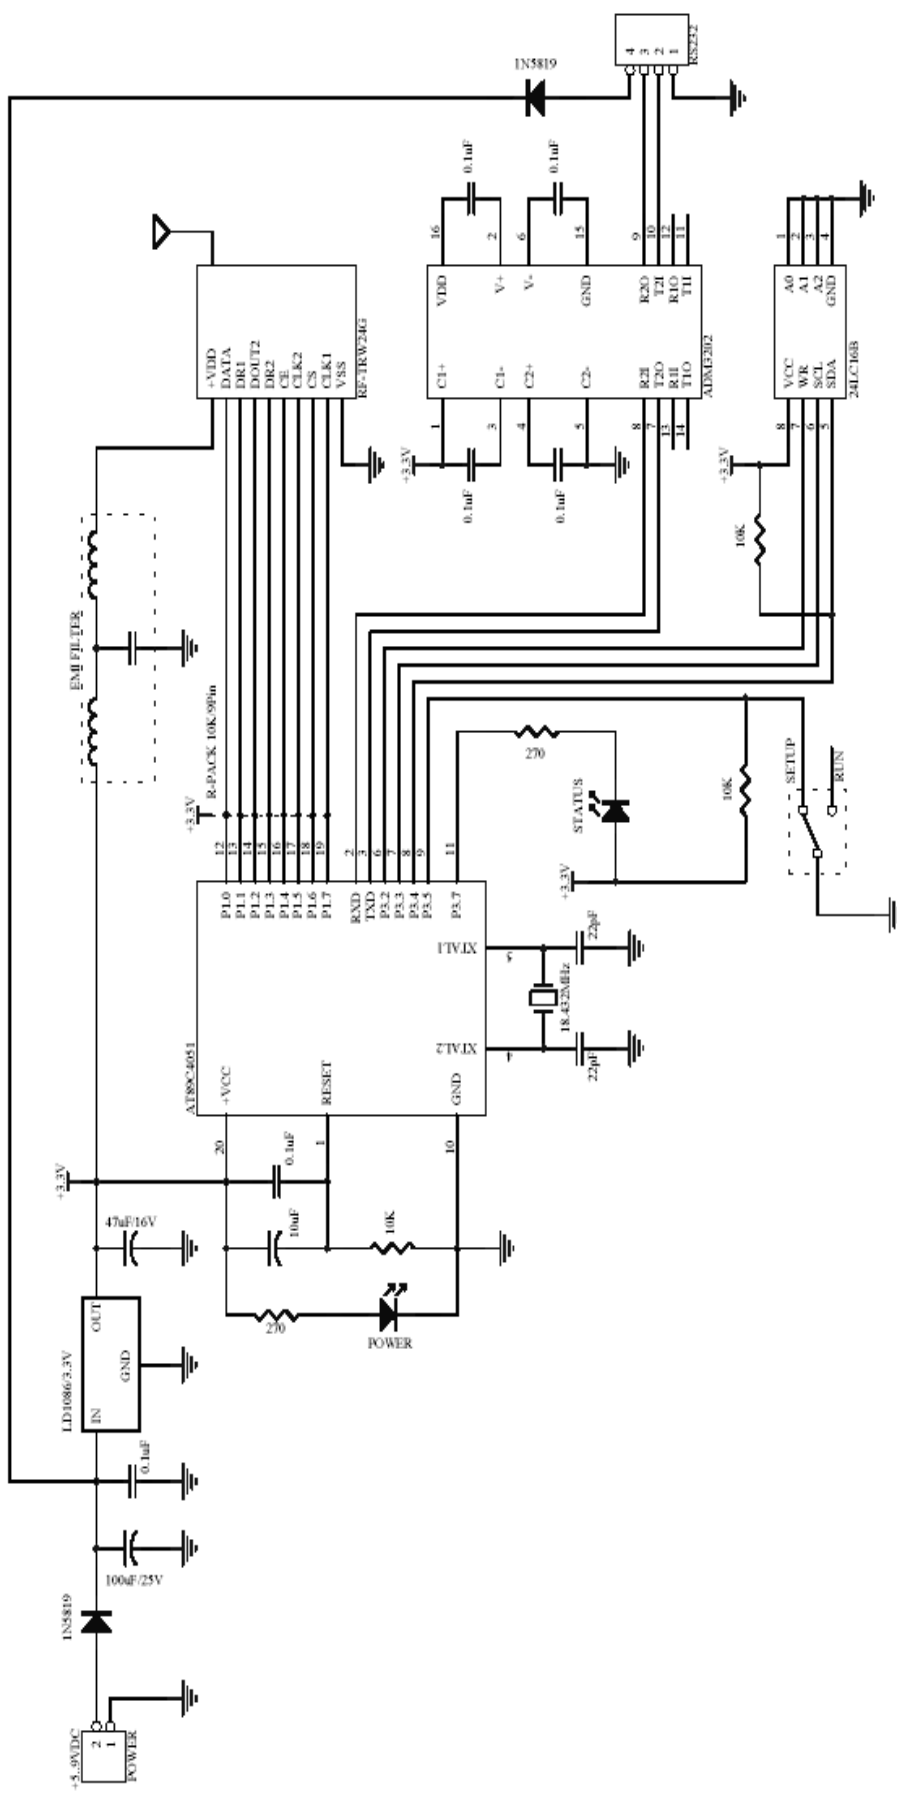 1N5819
4
3
2
1
RS232
0.1uF
0.1uF
16
2
6
15
9
10
12
11
1
2
3
4
+VDD
DATA
DR1
DOUT2
DR2
CE
CLK2
CS
CLK1
VSS
RF-TRW24G
VDD
V+
V-
GND
R2O
T2I
R1O
T1I
C1+
C1-
C2+
C2-
R2I
T2O
R1I
T1O
ADM3202
A0
A1
A2
GND
VCC
WR
SCL
SDA
24LC16B
1
3
4
5
8
7
13
14
8
7
6
5
+3.3V
0.1uF
0.1uF
+3.3V
10K
EMI FILTER
R-PACK 10K/9Pin
+3.3V
12
13
14
15
16
17
18
19
2
3
6
7
8
9
11
270
STATUS
10K
SETUP
RUN
+3.3V
P1.0
P1.1
P1.2
P1.3
P1.4
P1.5
P1.6
P1.7
RXD
TXD
P3.2
P3.3
P3.4
P3.5
P3.7
XTAL1
XTAL2
5
4
22pF
18.432MHz
22pF
AT89C4051
+VCC
RESET
GND
20
1
10
0.1uF
10uF
10K
270
POWER
+3.3V
47uF/16V
LD1086/3.3V
OUT
GND
IN
0.1uF
100uF/25V
1N5819
+5..9VDC
2
1
POWER